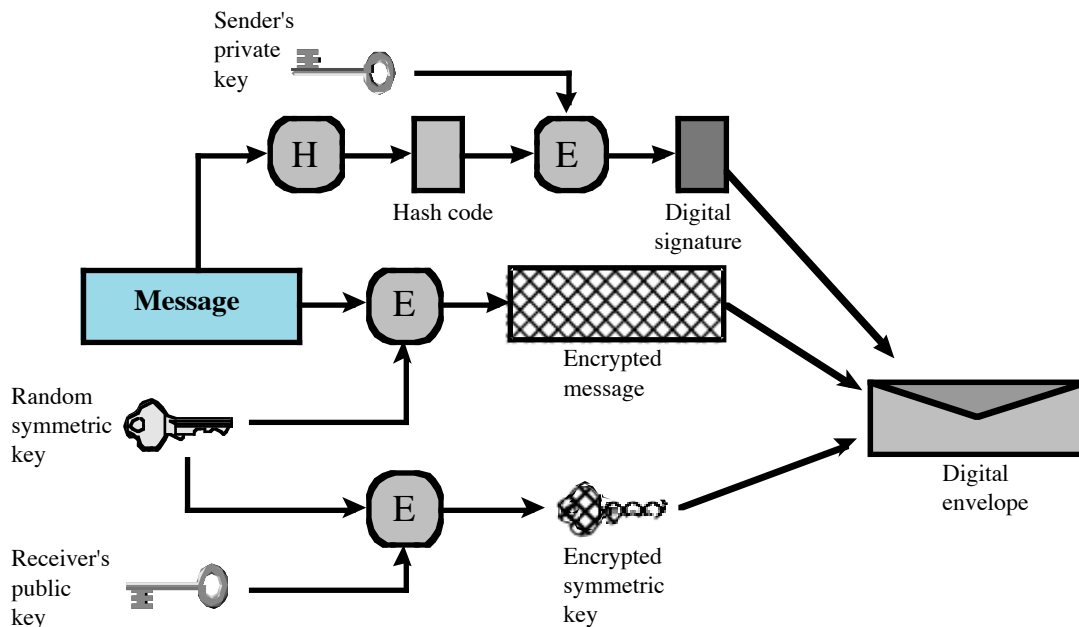 Sender's
private
key
H
E
Hash code
Digital
signature
Message
E
Encrypted
message
Random
symmetric
key
Digital
envelope
E
Receiver's
public
key
Encrypted
symmetric
key